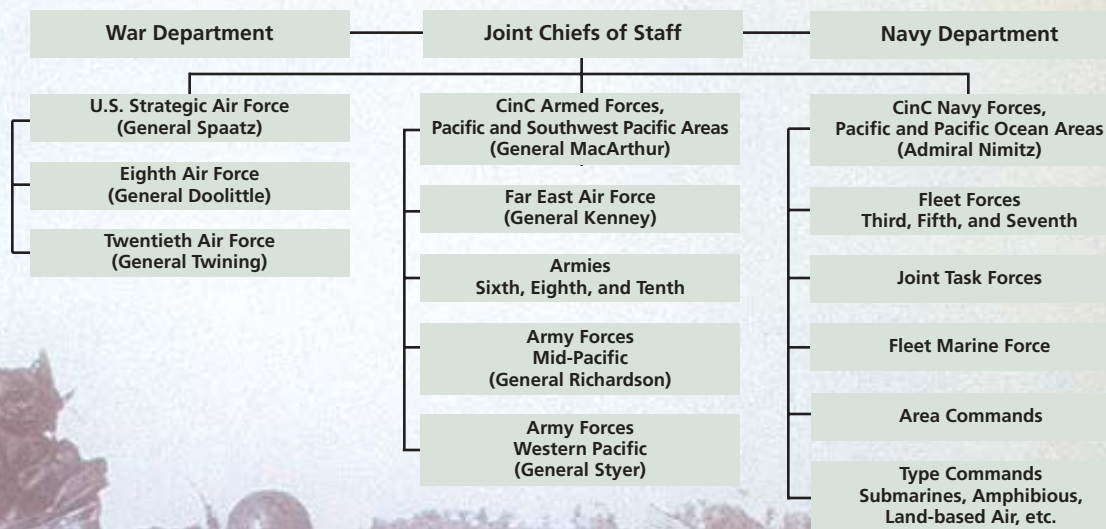 War Department
Joint Chiefs of Staff
Navy Department
U.S. Strategic Air Force
(General Spaatz)
Eighth Air Force
(General Doolittle)
Twentieth Air Force
(General Twining)
CinC Armed Forces,
Pacific and Southwest Pacific Areas
(General MacArthur)
Far East Air Force
(General Kenney)
Armies
Sixth, Eighth, and Tenth
Army Forces
Mid-Pacific
(General Richardson)
Army Forces
Western Pacific
(General Styer)
CinC Navy Forces,
Pacific and Pacific Ocean Areas
(Admiral Nimitz)
Fleet Forces
Third, Fifth, and Seventh
Joint Task Forces
Fleet Marine Force
Area Commands
Type Commands
Submarines, Amphibious,
Land-based Air, etc.